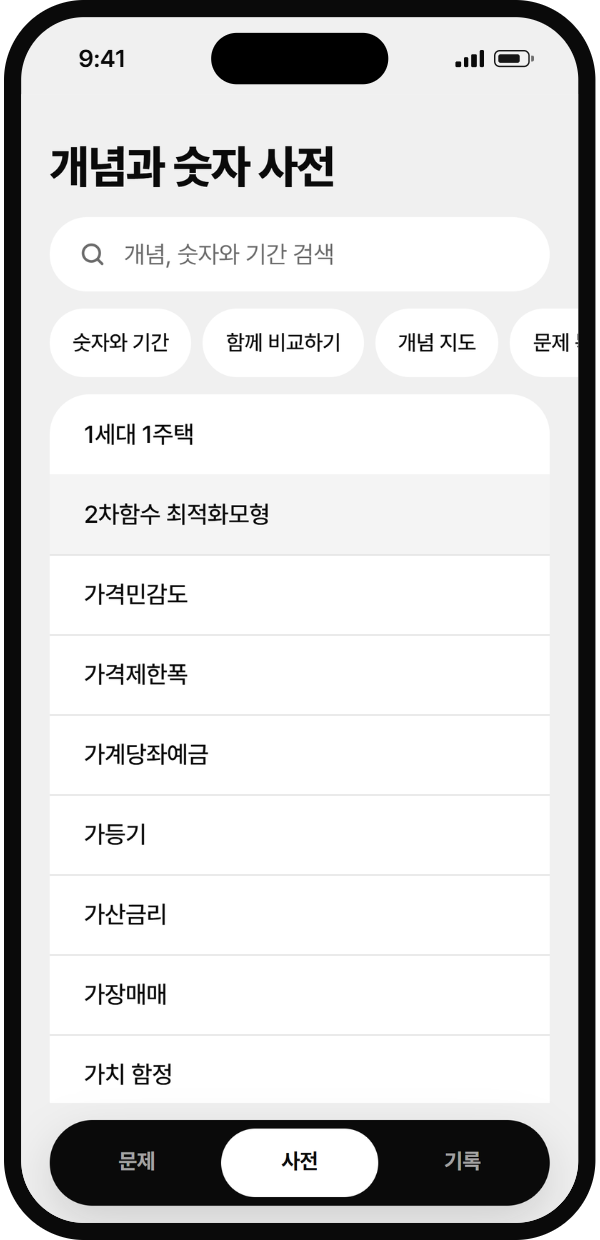 9:41
개념과 숫자 사전
개념, 숫자와 기간 검색
숫자와 기간 함께 비교하기 개념 지도 문제
1세대 1주택
2차함수 최적화모형
가격민감도
가격제한폭
가계당좌예금
가등기
가산금리
가장매매
가치 함정
문제 사전 기록